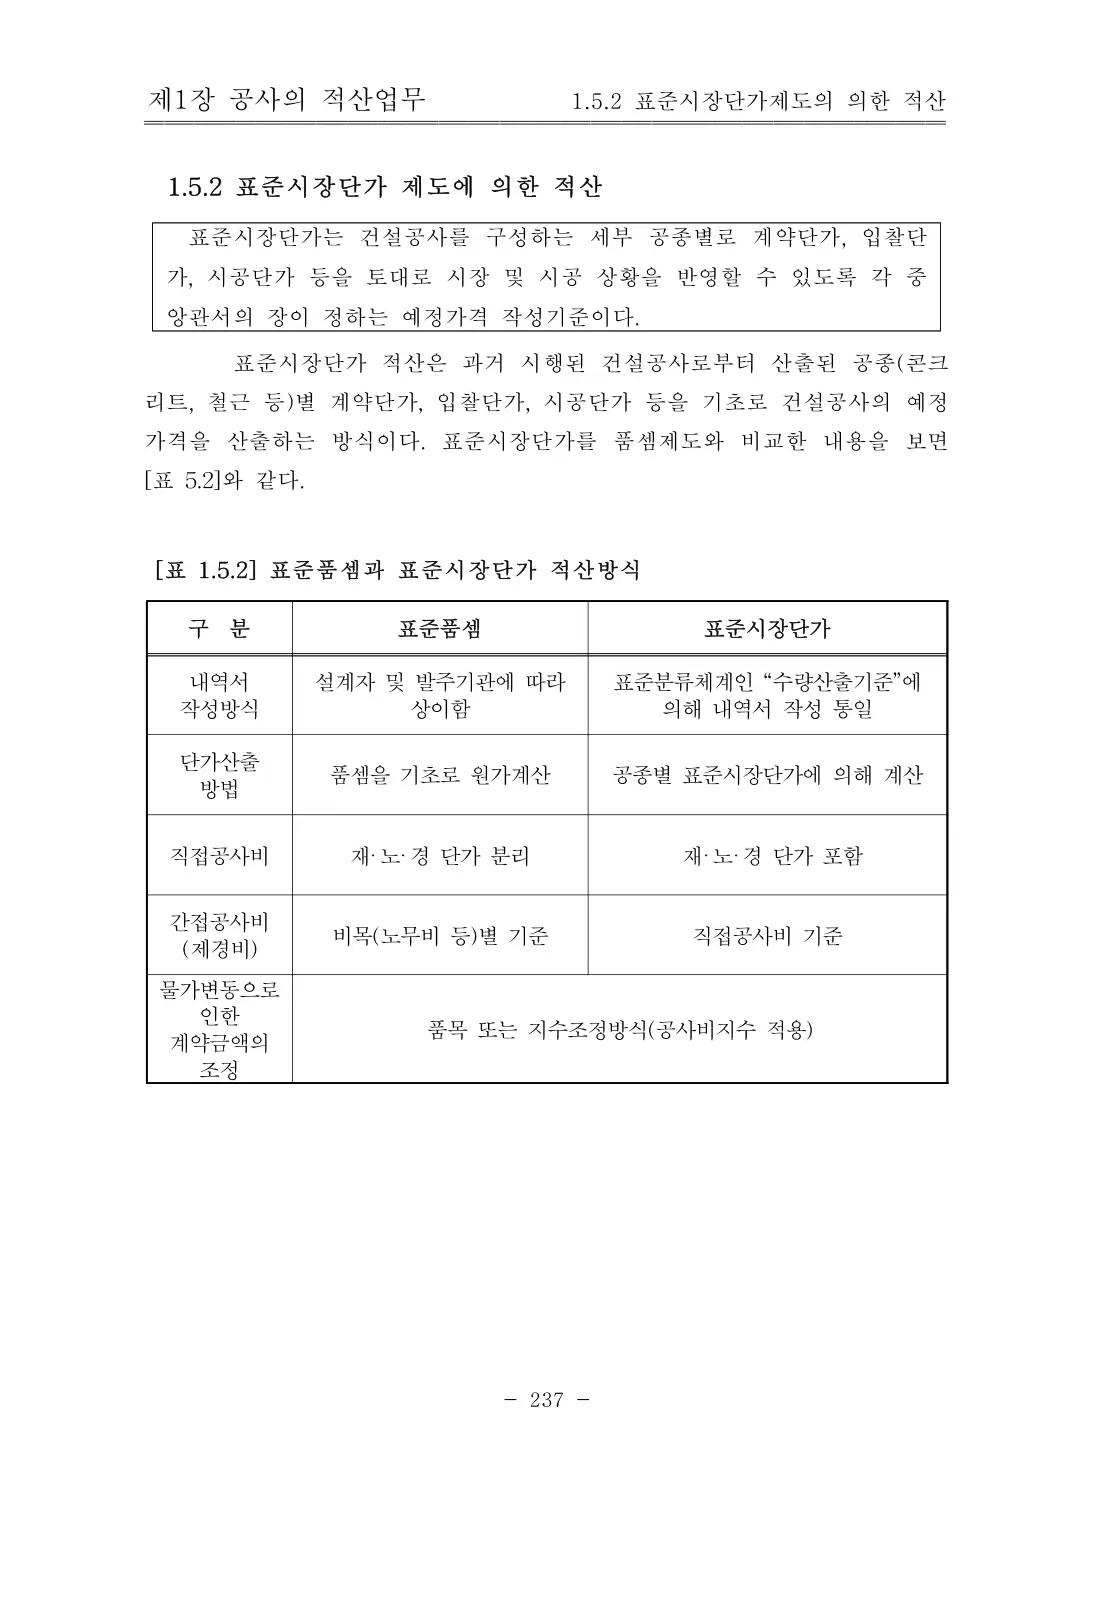 제1장 공사의 적산업무 1.5.2 표준시장단가제도의 의한 적산
1.5.2 표준시장단가 제도에 의한 적산
표준시장단가는 건설공사를 구성하는 세부 공종별로 계약단가, 입찰단
가, 시공단가 등을 토대로 시장 및 시공 상황을 반영할 수 있도록 각 중
앙관서의 장이 정하는 예정가격 작성기준이다.
표준시장단가 적산은 과거 시행된 건설공사로부터 산출된 공종(콘크
리트, 철근 등)별 계약단가, 입찰단가, 시공단가 등을 기초로 건설공사의 예정
가격을 산출하는 방식이다. 표준시장단가를 품셈제도와 비교한 내용을 보면
[표 5.2]와 같다.
[표 1.5.2] 표준품셈과 표준시장단가 적산방식
구 분 표준품셈 표준시장단가
내역서
작성방식
설계자 및 발주기관에 따라
상이함
표준분류체계인 “수량산출기준”에
의해 내역서 작성 통일
단가산출
방법
품셈을 기초로 원가계산
공종별 표준시장단가에 의해 계산
직접공사비 재·노·경 단가 분리 재·노·경 단가 포함
간접공사비
(제경비)
비목(노무비 등)별 기준
직접공사비 기준
물가변동으로
인한
계약금액의
조정
품목 또는 지수조정방식(공사비지수 적용)
- 237 -